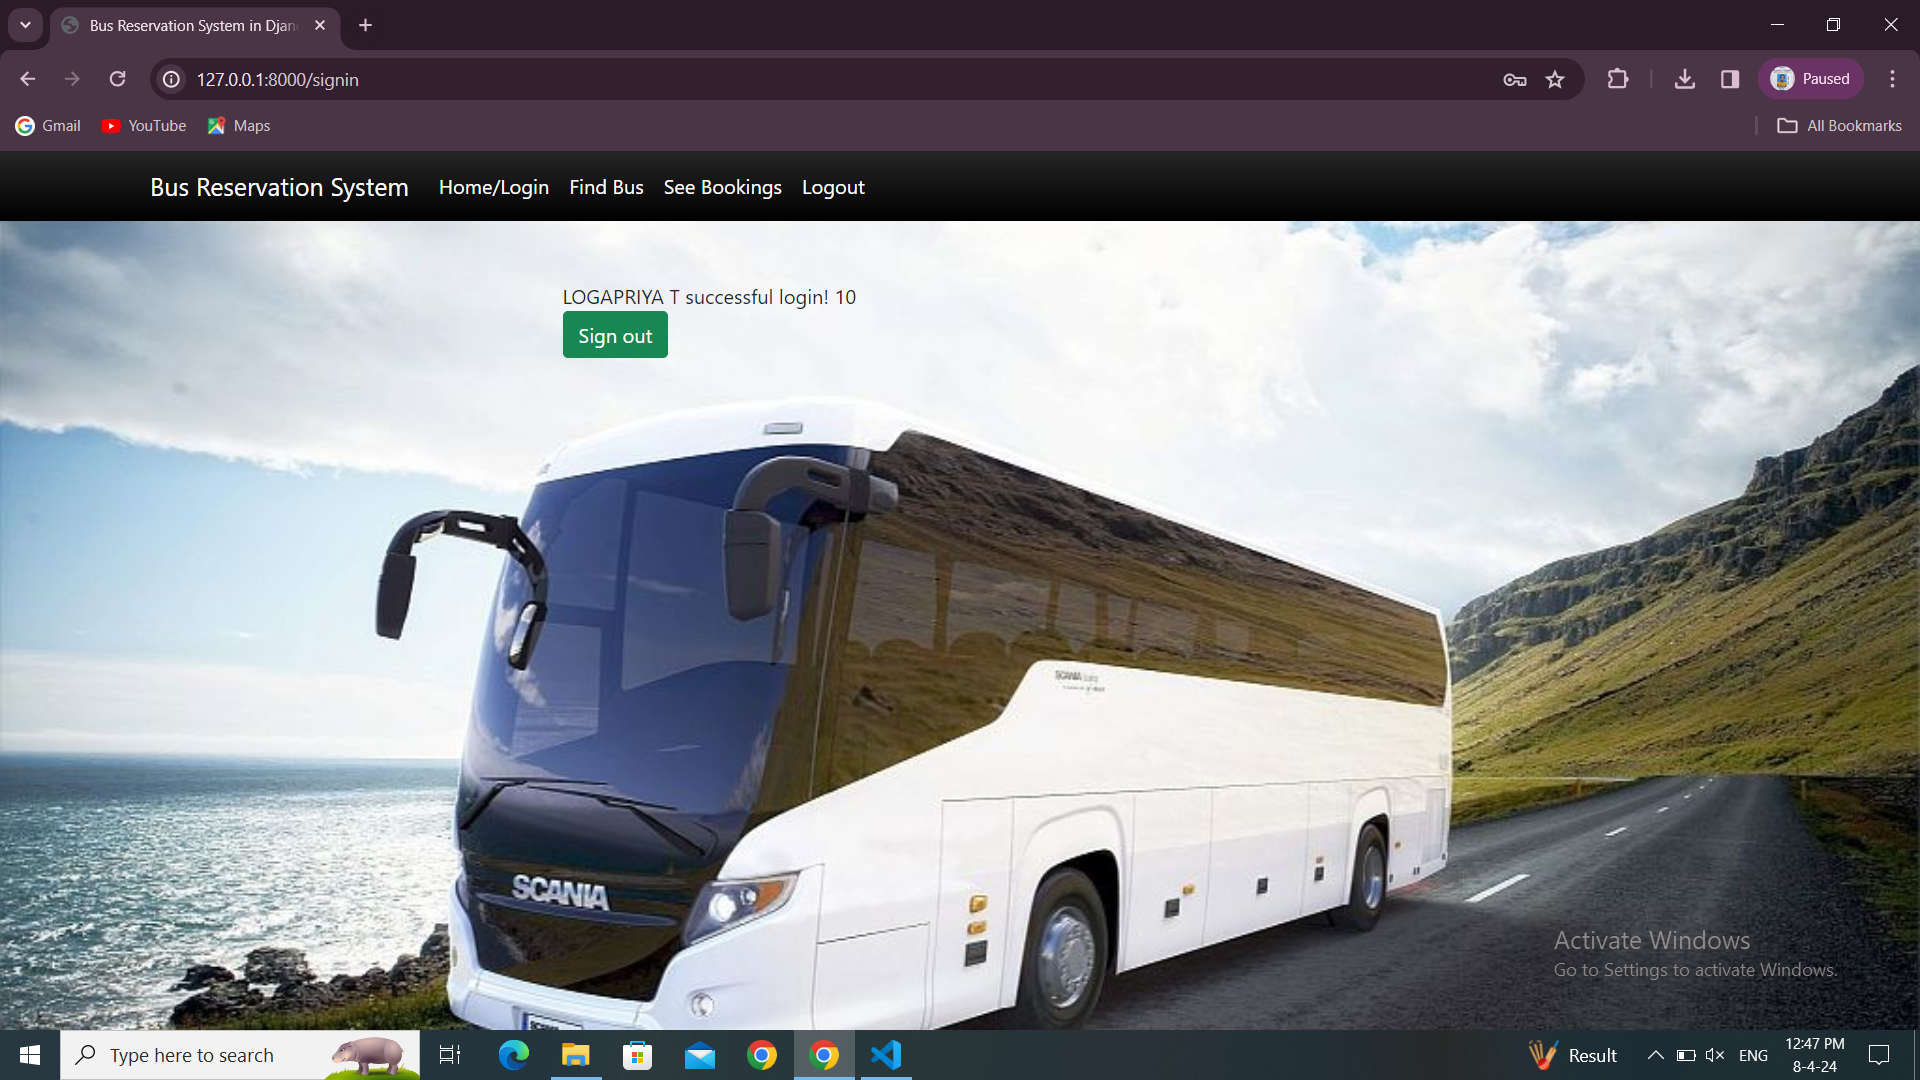 Bus Reservation System in Djan
127.0.0.1:8000/signin
Paused
Gmail
YouTube
Maps
All Bookmarks
Bus Reservation System
Home/Login
Find Bus
See Bookings
Logout
LOGAPRIYA T successful login! 10
Sign out
SCANIA
SCANIA
Activate Windows
Go to Settings to activate Windows.
Type here to search
Result
ENG
12:47 PM
8-4-24